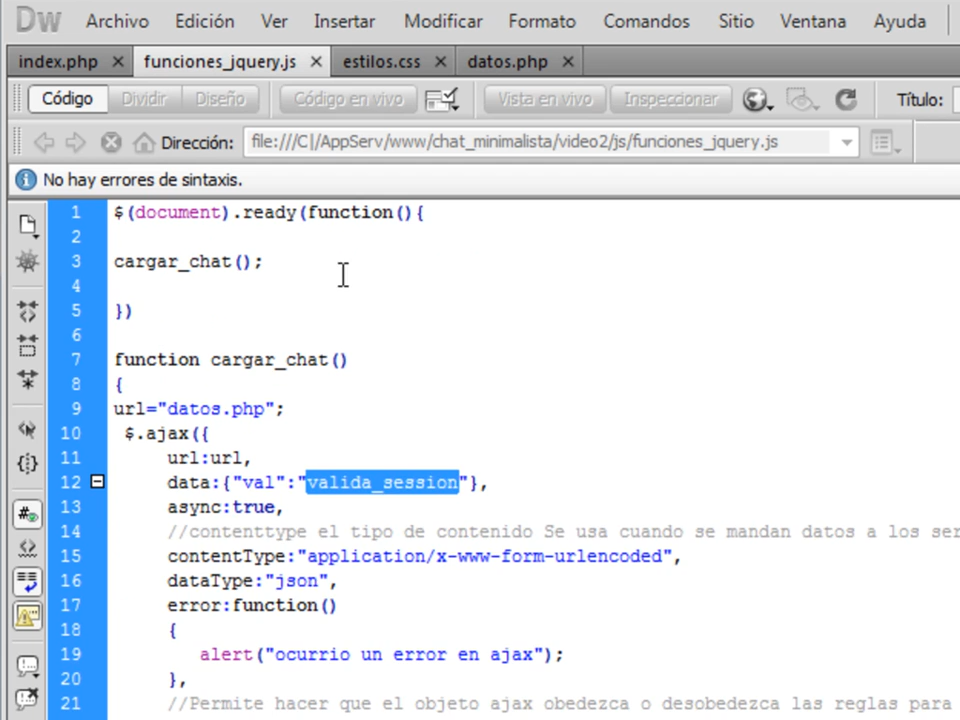 Dw Archivo Edición Ver Insertar Modificar Formato Comandos Sitio Ventana Ayuda
index.php funciones_jquery.js estilos.css datos.php
Código Dividir Diseño Código en vivo Vista en vivo Inspeccionar Título:
Dirección: file:///C|/AppServ/www/chat_minimalista/video2/js/funciones_jquery.js
No hay errores de sintaxis.
1 $(document).ready(function(){
2
3 cargar_chat();
4
5 })
6
7 function cargar_chat()
8 {
9 url="datos.php";
10 $.ajax({
11 url:url,
12 data:{"val":"valida_session"},
13 async:true,
14 //contenttype el tipo de contenido Se usa cuando se mandan datos a los ser
15 contentType:"application/x-www-form-urlencoded",
16 dataType:"json",
17 error:function()
18 {
19 alert("ocurrio un error en ajax");
20 },
21 //Permite hacer que el objeto ajax obedezca o desobedezca las reglas para